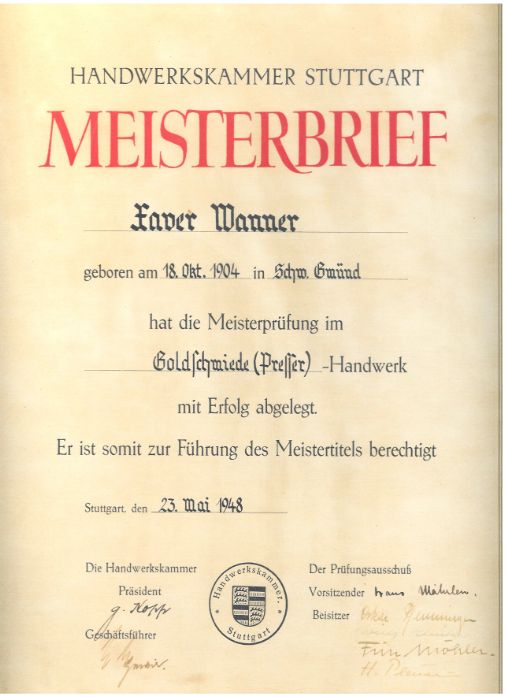 HANDWERKSKAMMER STUTTGART
MEISTERBRIEF
Xaver Wanner
geboren am 18. Okt. 1904 in Schw. Gmünd
hat die Meisterprüfung im
Goldschmiede (Presser) -Handwerk
mit Erfolg abgelegt.
Er ist somit zur Führung des Meistertitels berechtigt
Stuttgart, den 23. Mai 1948
Die Handwerkskammer
Präsident
Geschäftsführer
Handwerkskammer
Stuttgart
Der Prüfungsausschuß
Vorsitzender
Beisitzer